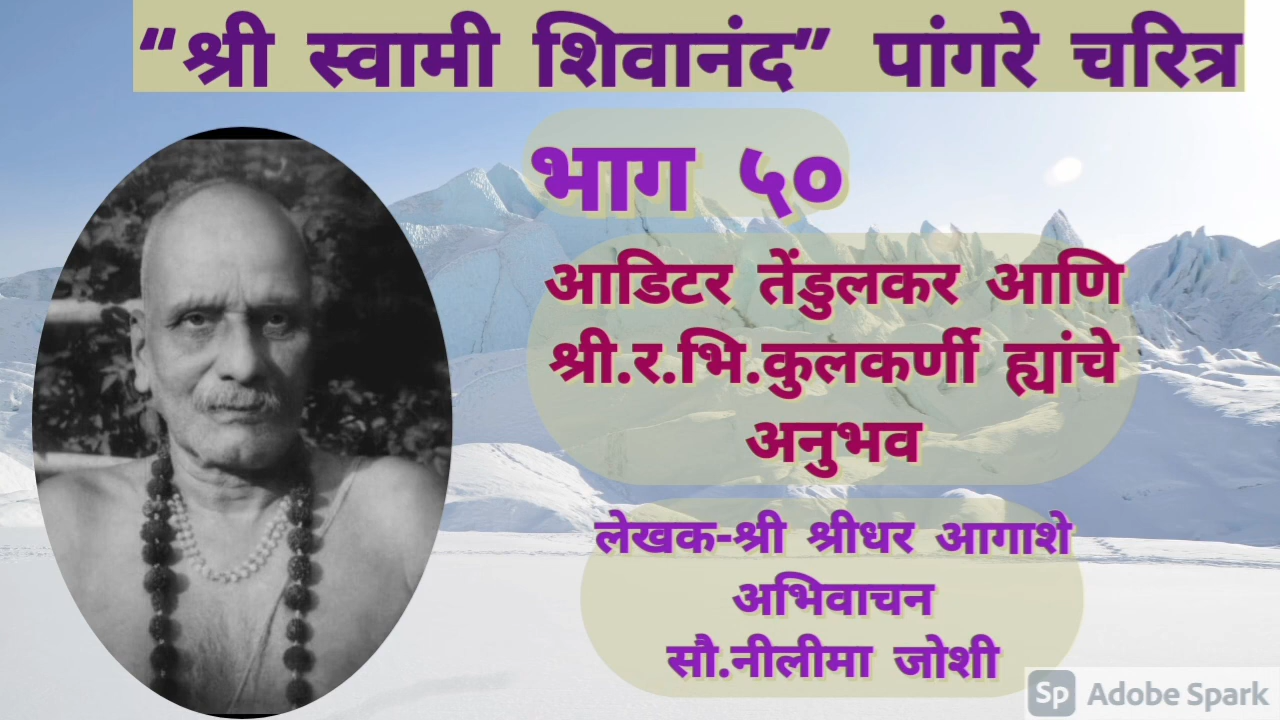 “श्री स्वामी शिवानंद” पांगरे चरित्र
भाग ५०
आडिटर तेंडुलकर आणि
श्री.र.भि.कुलकर्णी ह्यांचे
अनुभव
लेखक-श्री श्रीधर आगाशे
अभिवाचन
सौ.नीलीमा जोशी
Sp Adobe Spark